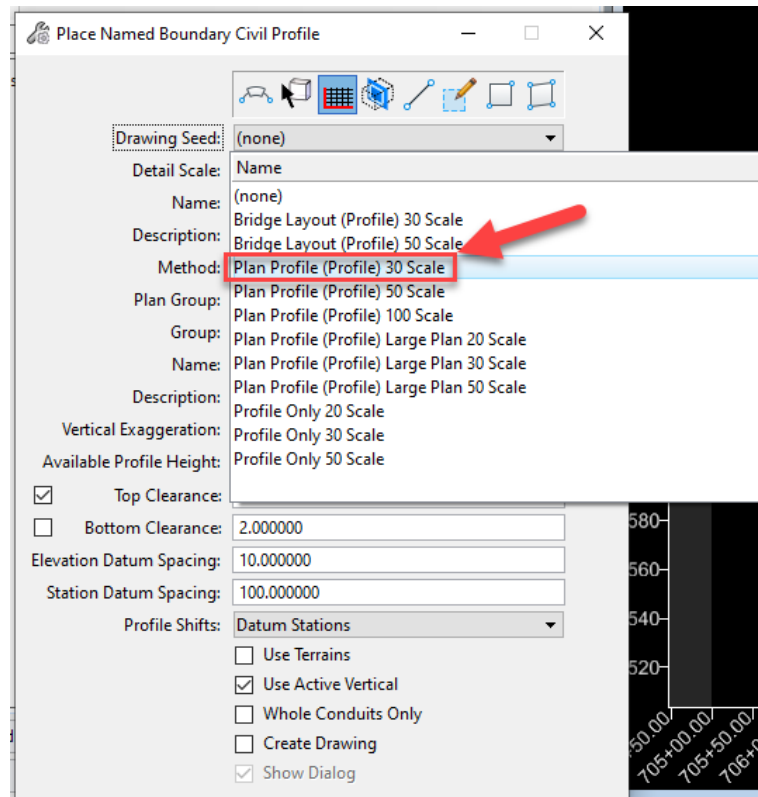 Place Named Boundary Civil Profile
Drawing Seed: (none)
Detail Scale:
Name
Name:
(none)
Bridge Layout (Profile) 30 Scale
Description:
Bridge Layout (Profile) 50 Scale
Method:
Plan Profile (Profile) 30 Scale
Plan Group:
Plan Profile (Profile) 50 Scale
Plan Profile (Profile) 100 Scale
Group:
Plan Profile (Profile) Large Plan 20 Scale
Name:
Plan Profile (Profile) Large Plan 30 Scale
Description:
Plan Profile (Profile) Large Plan 50 Scale
Profile Only 20 Scale
Vertical Exaggeration:
Profile Only 30 Scale
Available Profile Height:
Profile Only 50 Scale
Top Clearance:
Bottom Clearance: 2.000000
Elevation Datum Spacing: 10.000000
Station Datum Spacing: 100.000000
Profile Shifts: Datum Stations
Use Terrains
Use Active Vertical
Whole Conduits Only
Create Drawing
Show Dialog
580
560
540
520
50.00
705+00.00
705+50.00
706+